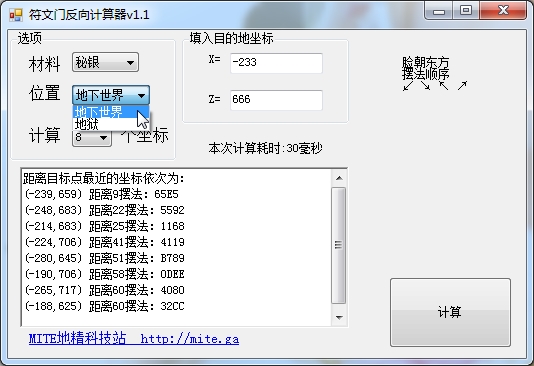 符文门反向计算器v1.1
选项
材料 秘银
位置 地下世界
地下世界
地狱
计算 8 个坐标
填入目的地坐标
X= -233
Z= 666
脸朝东方
摆法顺序
↙ ↘ ↖ ↗
本次计算耗时:30毫秒
距离目标点最近的坐标依次为:
(-239,659) 距离9摆法: 65E5
(-248,683) 距离22摆法: 5592
(-214,683) 距离25摆法: 1168
(-224,706) 距离41摆法: 4119
(-280,645) 距离51摆法: B789
(-190,706) 距离58摆法: 0DEE
(-265,717) 距离60摆法: 4080
(-188,625) 距离60摆法: 32CC
计算
MITE地精科技站 http://mite.ga